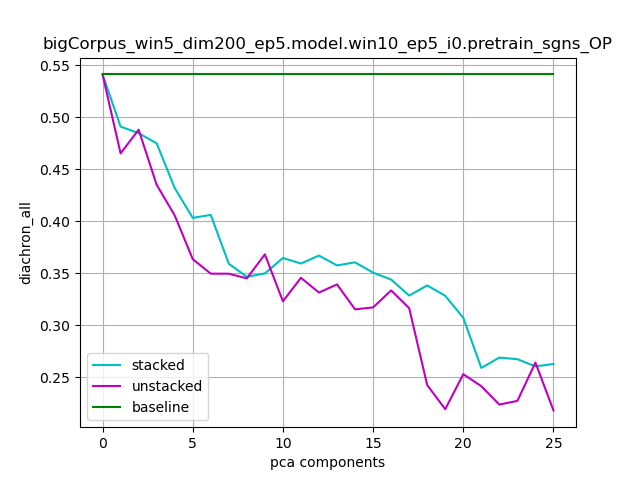 bigCorpus_win5_dim200_ep5.model.win10_ep5_i0.pretrain_sgns_OP
0.55
0.50
0.45
0.40
0.35
0.30
0.25
diachron_all
stacked
unstacked
baseline
0 5 10 15 20 25
pca components